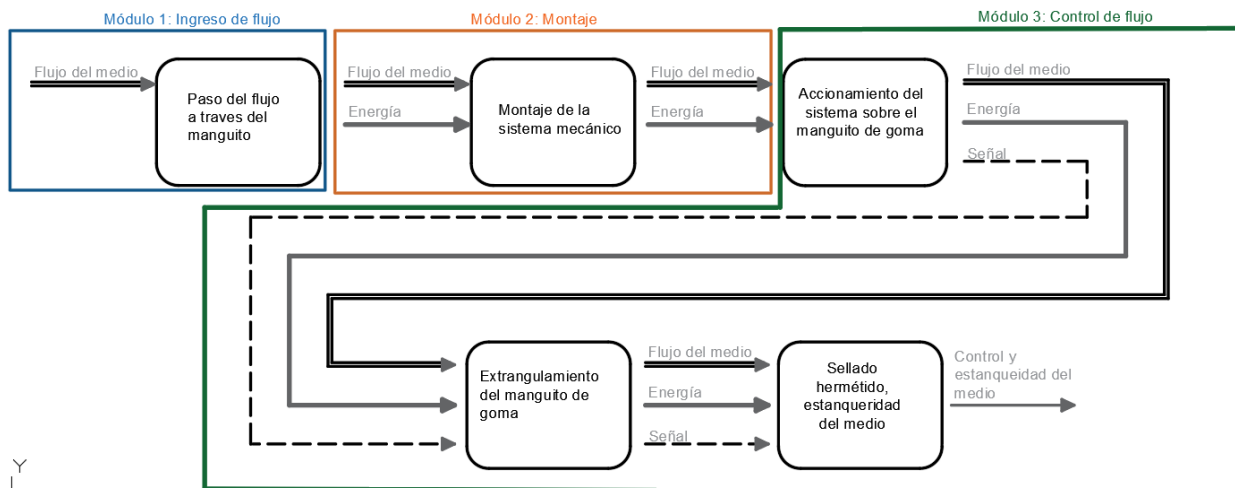 Módulo 1: Ingreso de flujo
Módulo 2: Montaje
Módulo 3: Control de flujo
Flujo del medio
Paso del flujo
a traves del
manguito
Flujo del medio
Energía
Montaje de la
sistema mecánico
Flujo del medio
Energía
Accionamiento del
sistema sobre el
manguito de goma
Flujo del medio
Energía
Señal
Extrangulamiento
del manguito de
goma
Flujo del medio
Energía
Señal
Sellado
hermétido,
estanqueridad
del medio
Control y
estanqueidad del
medio
Y